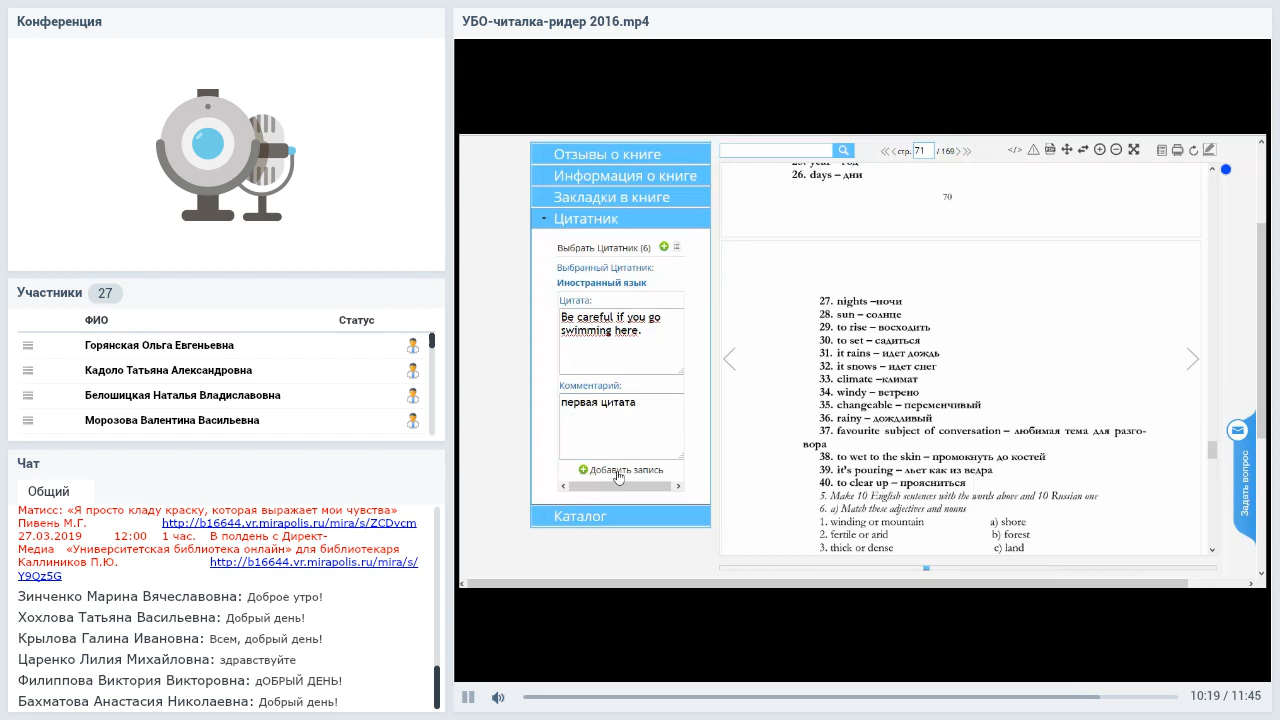 Конференция
Участники 27
ФИО Статус
Горянская Ольга Евгеньевна
Кадоло Татьяна Александровна
Белошицкая Наталья Владиславовна
Морозова Валентина Васильевна
Чат
Общий
Матисс: «Я просто кладу краску, которая выражает мои чувства»
Пивень М.Г. http://b16644.vr.mirapolis.ru/mira/s/ZCDvcm
27.03.2019 12:00 1 час. В полдень с Директ-
Медиа «Университетская библиотека онлайн» для библиотекаря
Каллиников П.Ю. http://b16644.vr.mirapolis.ru/mira/s/
Y9Qz5G
Зинченко Марина Вячеславовна: Доброе утро!
Хохлова Татьяна Васильевна: Добрый день!
Крылова Галина Ивановна: Всем, добрый день!
Царенко Лилия Михайловна: здравствуйте
Филиппова Виктория Викторовна: дОБРЫЙ ДЕНЬ!
Бахматова Анастасия Николаевна: Добрый день!
УБО-читалка-ридер 2016.mp4
Отзывы о книге
Информация о книге
Закладки в книге
Цитатник
Выбрать Цитатник (6)
Выбранный Цитатник:
Иностранный язык
Цитата:
Be careful if you go
swimming here.
Комментарий:
первая цитата
Добавить запись
Каталог
стр. 71 / 169
26. days – дни
70
27. nights –ночи
28. sun – солнце
29. to rise – восходить
30. to set – садиться
31. it rains – идет дождь
32. it snows – идет снег
33. climate –климат
34. windy – ветрено
35. changeable – переменчивый
36. rainy – дождливый
37. favourite subject of conversation – любимая тема для разго-
вора
38. to wet to the skin – промокнуть до костей
39. it's pouring – льет как из ведра
40. to clear up – проясниться
5. Make 10 English sentences with the words above and 10 Russian one
6. a) Match these adjectives and nouns
1. winding or mountain a) shore
2. fertile or arid b) forest
3. thick or dense c) land
Задать вопрос
10:19 / 11:45